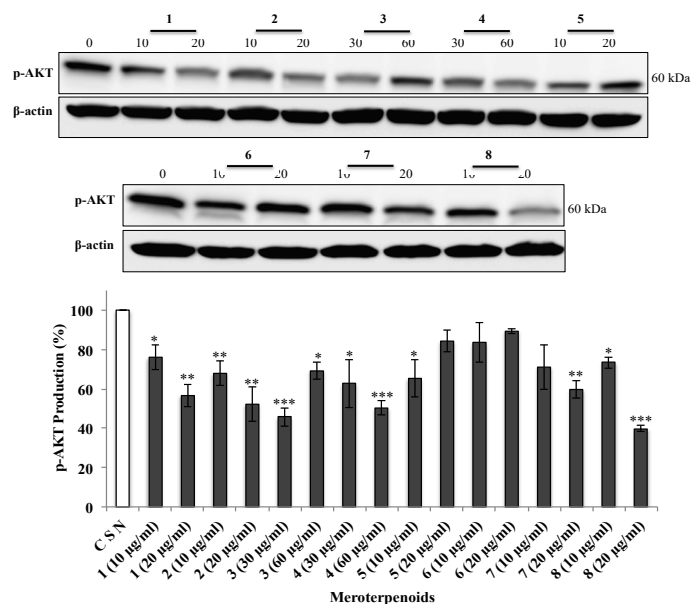 1 2 3 4 5
0 10 20 10 20 30 60 30 60 10 20
p-AKT 60 kDa
β-actin
6 7 8
0 10 20 10 20 10 20
p-AKT 60 kDa
β-actin
p-AKT Production (%)
100
80
60
40
20
0
* ** ** ** *** * * *** * ** * ***
C S N
1 (10 µg/ml)
1 (20 µg/ml)
2 (10 µg/ml)
2 (20 µg/ml)
3 (30 µg/ml)
3 (60 µg/ml)
4 (30 µg/ml)
4 (60 µg/ml)
5 (10 µg/ml)
5 (20 µg/ml)
6 (10 µg/ml)
6 (20 µg/ml)
7 (10 µg/ml)
7 (20 µg/ml)
8 (10 µg/ml)
8 (20 µg/ml)
Meroterpenoids